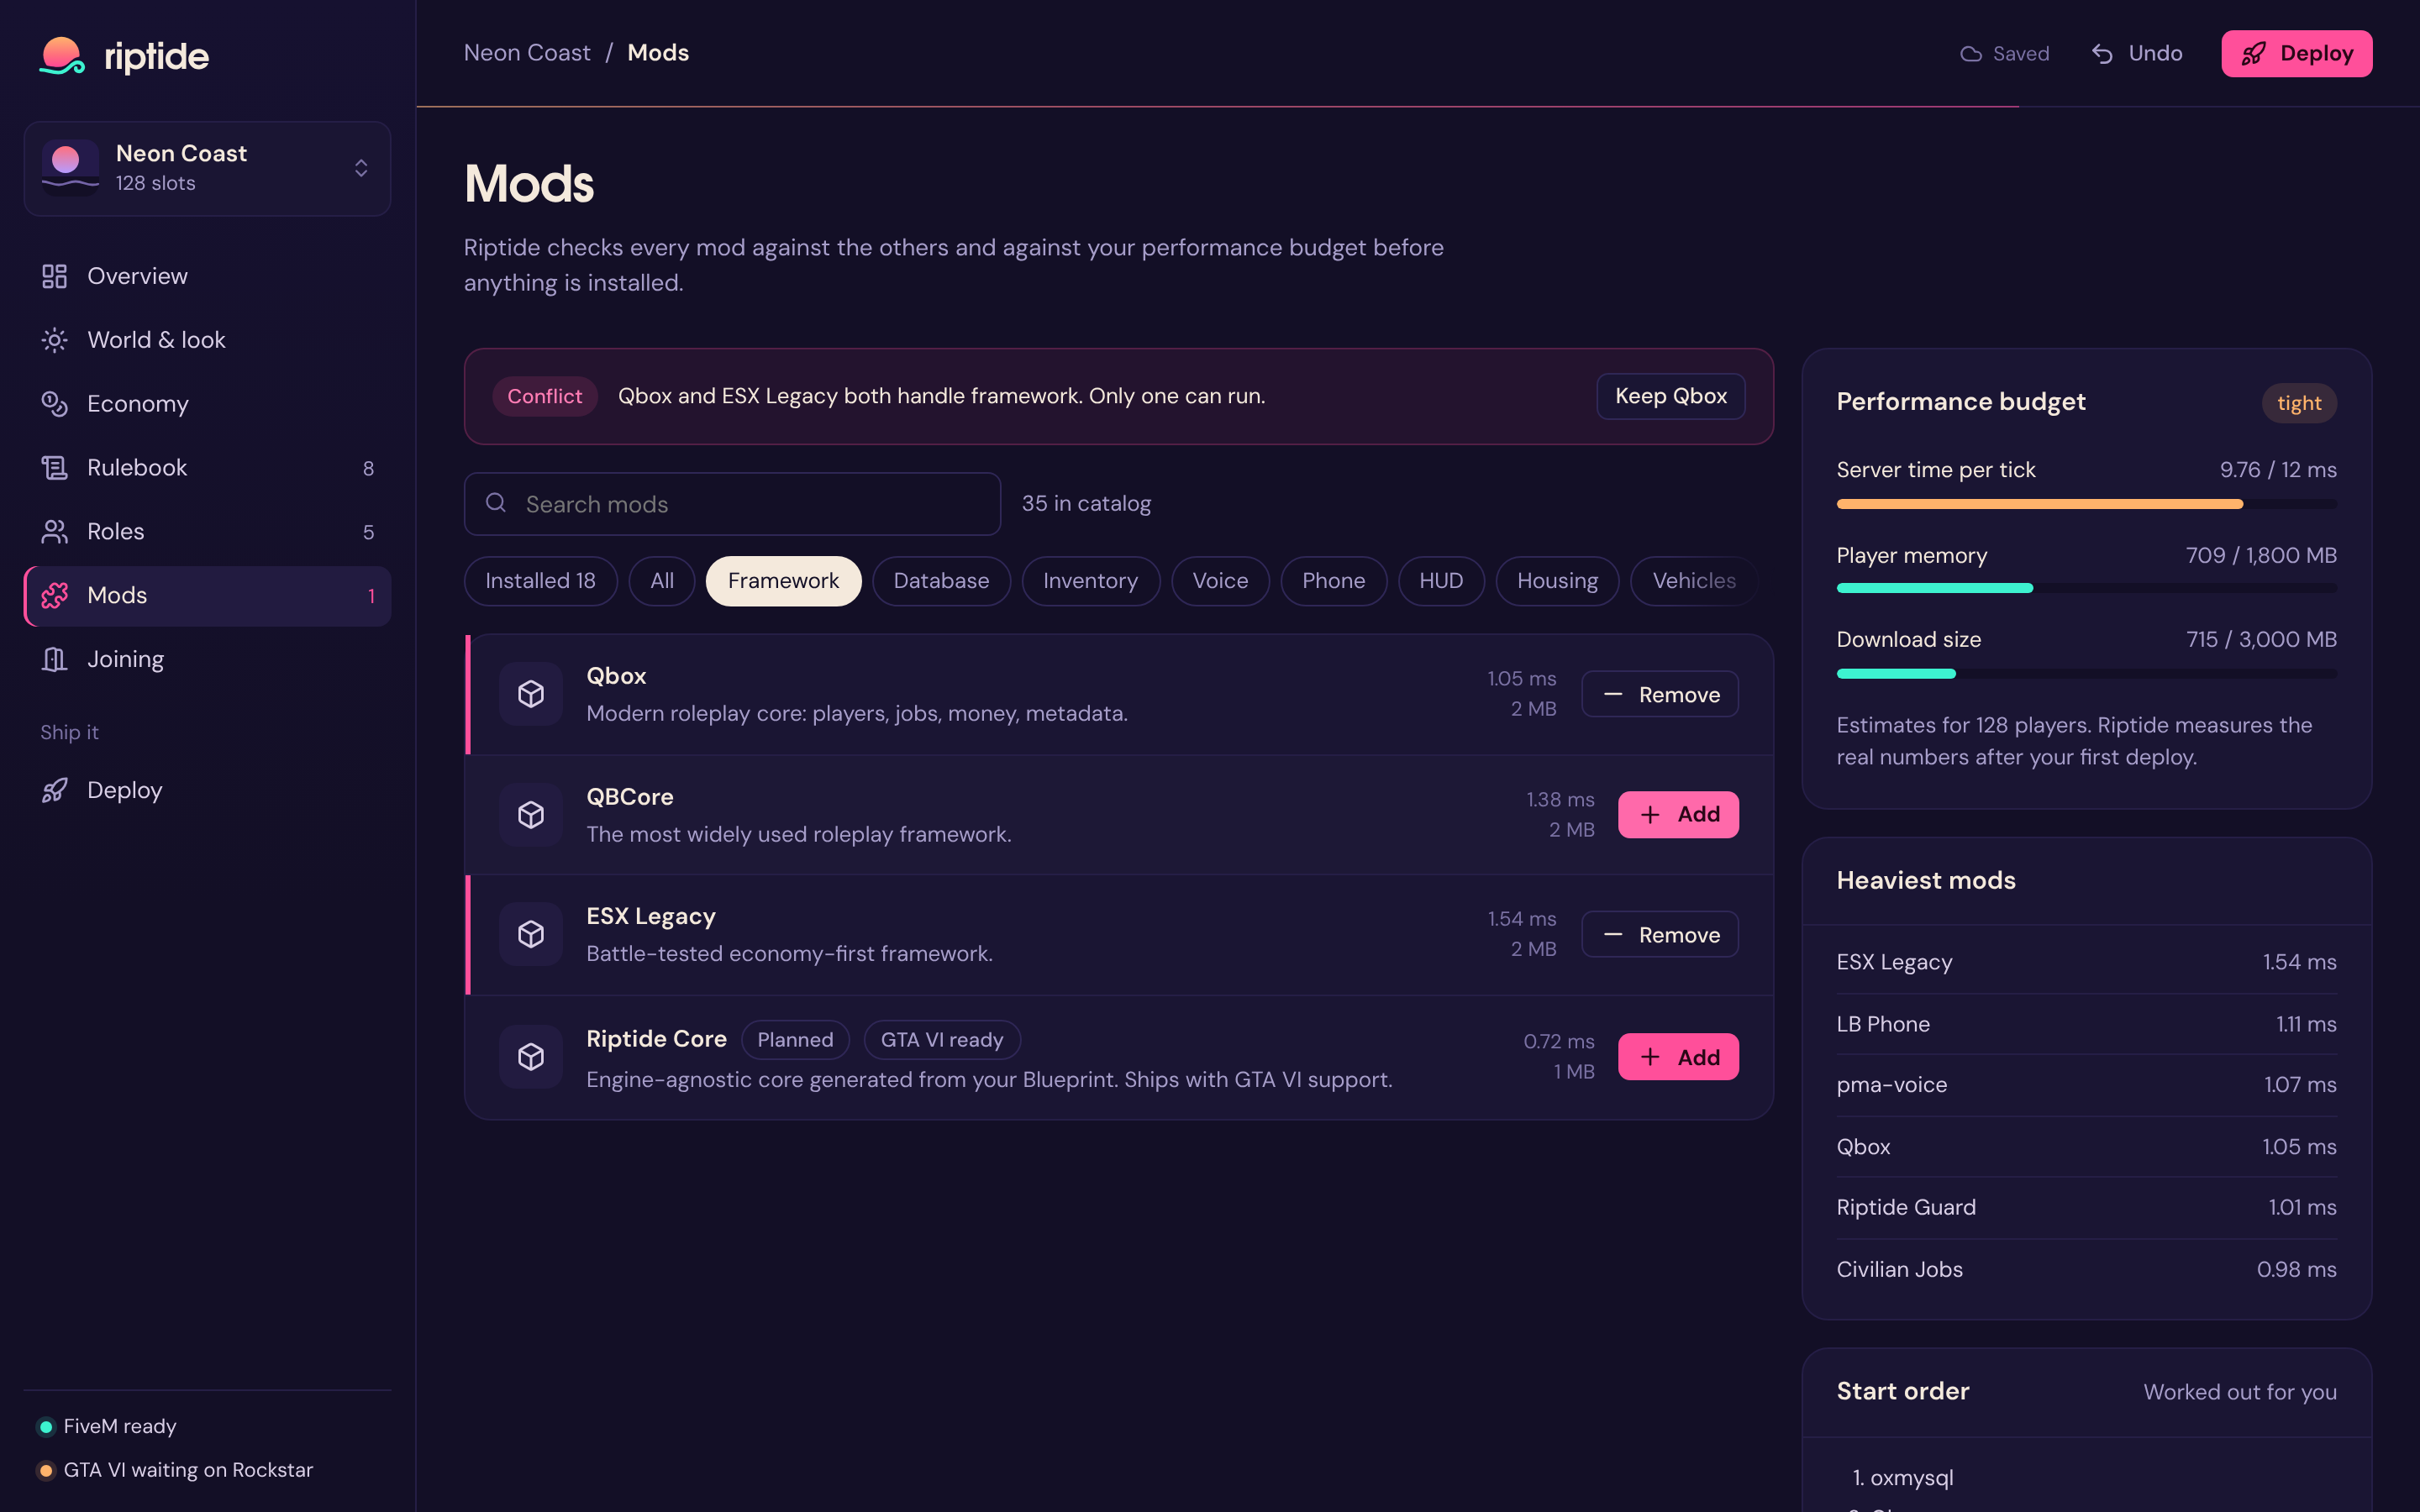 riptide
Neon Coast
128 slots
Overview
World & look
Economy
Rulebook 8
Roles 5
Mods 1
Joining
Ship it
Deploy
FiveM ready
GTA VI waiting on Rockstar
Neon Coast / Mods
Saved
Undo
Deploy
Mods
Riptide checks every mod against the others and against your performance budget before
anything is installed.
Conflict Qbox and ESX Legacy both handle framework. Only one can run. Keep Qbox
Search mods 35 in catalog
Installed 18 All Framework Database Inventory Voice Phone HUD Housing Vehicles
Qbox
Modern roleplay core: players, jobs, money, metadata.
1.05 ms
2 MB
Remove
QBCore
The most widely used roleplay framework.
1.38 ms
2 MB
Add
ESX Legacy
Battle-tested economy-first framework.
1.54 ms
2 MB
Remove
Riptide Core Planned GTA VI ready
Engine-agnostic core generated from your Blueprint. Ships with GTA VI support.
0.72 ms
1 MB
Add
Performance budget tight
Server time per tick 9.76 / 12 ms
Player memory 709 / 1,800 MB
Download size 715 / 3,000 MB
Estimates for 128 players. Riptide measures the
real numbers after your first deploy.
Heaviest mods
ESX Legacy 1.54 ms
LB Phone 1.11 ms
pma-voice 1.07 ms
Qbox 1.05 ms
Riptide Guard 1.01 ms
Civilian Jobs 0.98 ms
Start order Worked out for you
1. oxmysql